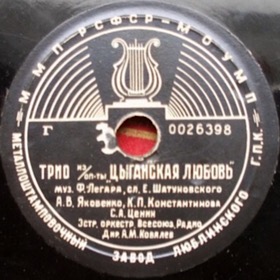 ММП РСФСР — МОУМП
Г.П.К.
Г 0026398
ТРИО из/оп-ты „ЦЫГАНСКАЯ ЛЮБОВЬ"
муз. Ф. Легара, сл. Е. Шатуновского
А.В. Яковенко, К.П. Константинова
С.А. Ценин
Эстр. оркестр Всесоюз. Радио
Дир. А.М. Ковалев
МЕТАЛЛОШТАМПОВОЧНЫЙ ЗАВОД ЛЮБЛИНСКОГО